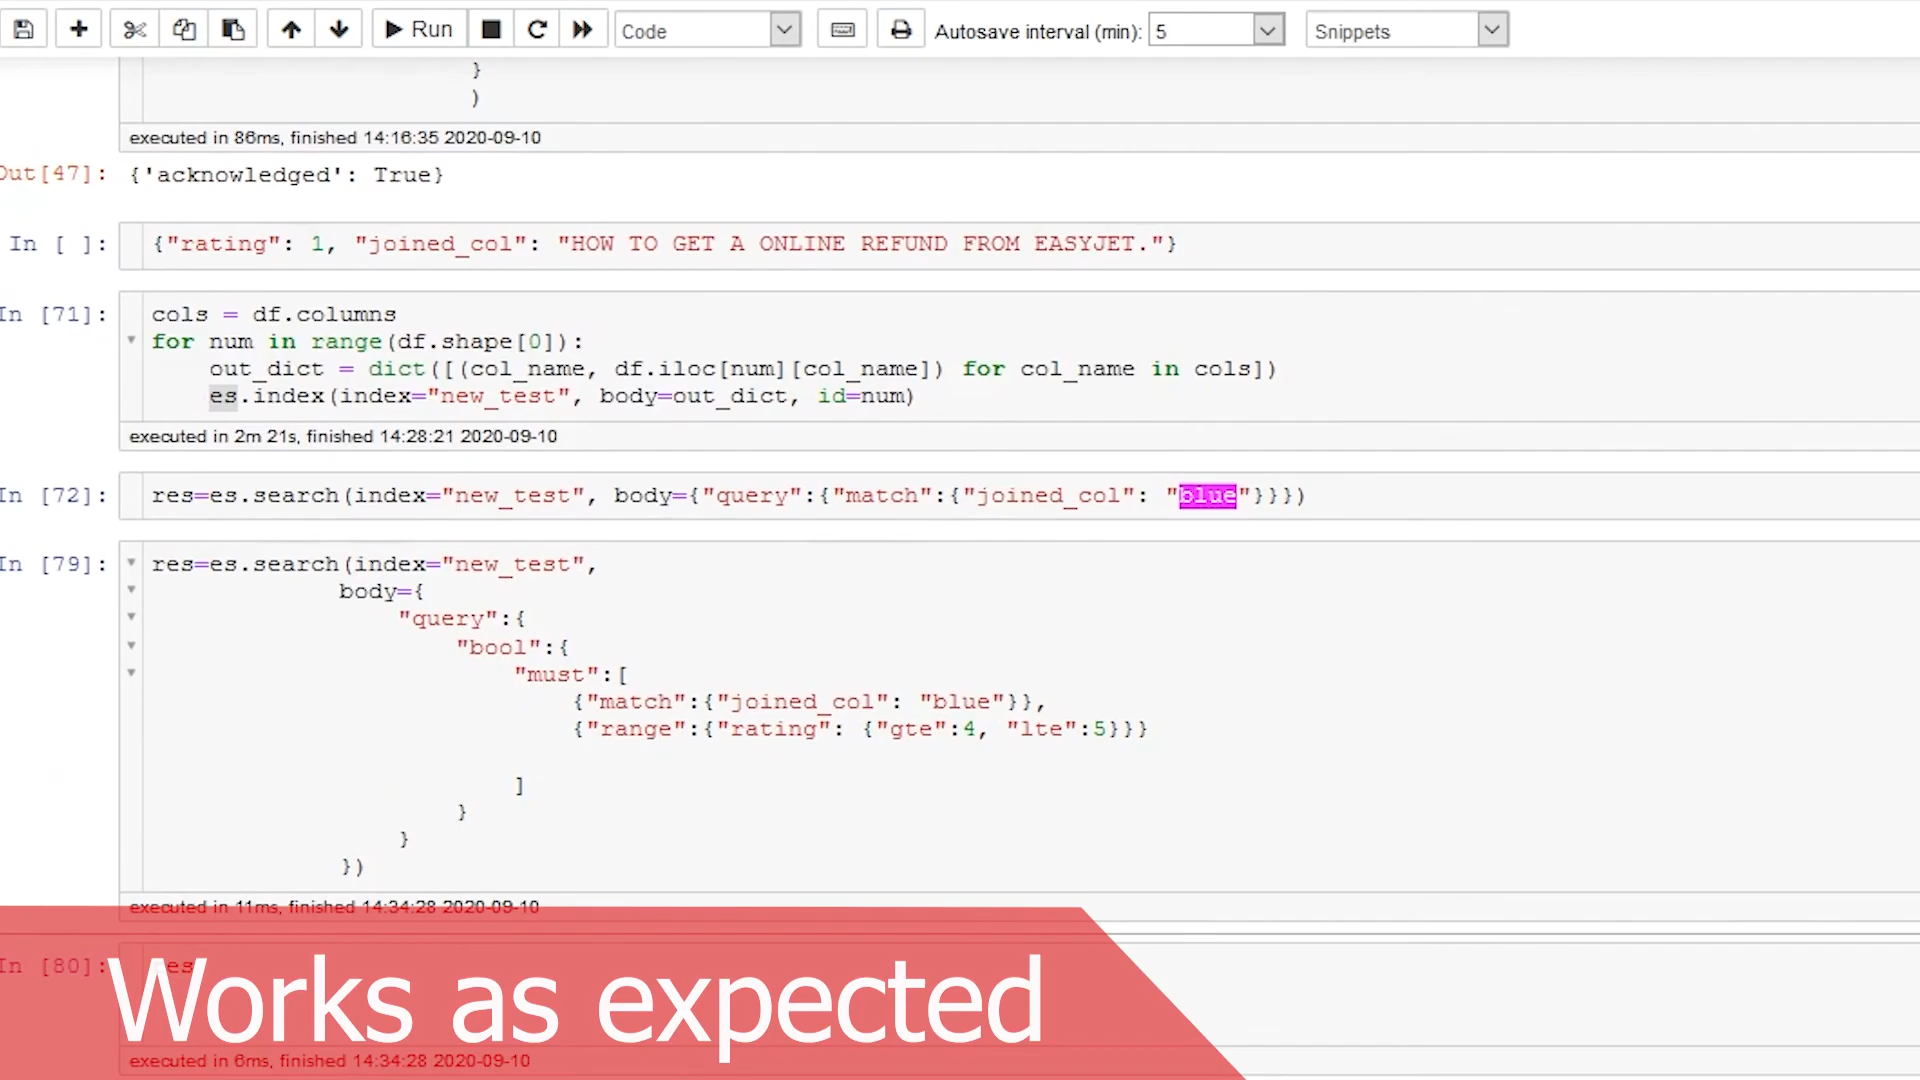 Run
Code
Autosave interval (min):
5
Snippets
}
)
executed in 86ms, finished 14:16:35 2020-09-10
Out[47]: {'acknowledged': True}
In [ ]: {"rating": 1, "joined_col": "HOW TO GET A ONLINE REFUND FROM EASYJET."}
In [71]: cols = df.columns
for num in range(df.shape[0]):
out_dict = dict([(col_name, df.iloc[num][col_name]) for col_name in cols])
es.index(index="new_test", body=out_dict, id=num)
executed in 2m 21s, finished 14:28:21 2020-09-10
In [72]: res=es.search(index="new_test", body={"query":{"match":{"joined_col": "blue"}}})
In [79]: res=es.search(index="new_test",
body={
"query":{
"bool":{
"must":[
{"match":{"joined_col": "blue"}},
{"range":{"rating": {"gte":4, "lte":5}}}
]
}
}
})
executed in 11ms, finished 14:34:28 2020-09-10
In [80]:
Works as expected
executed in 6ms, finished 14:34:28 2020-09-10